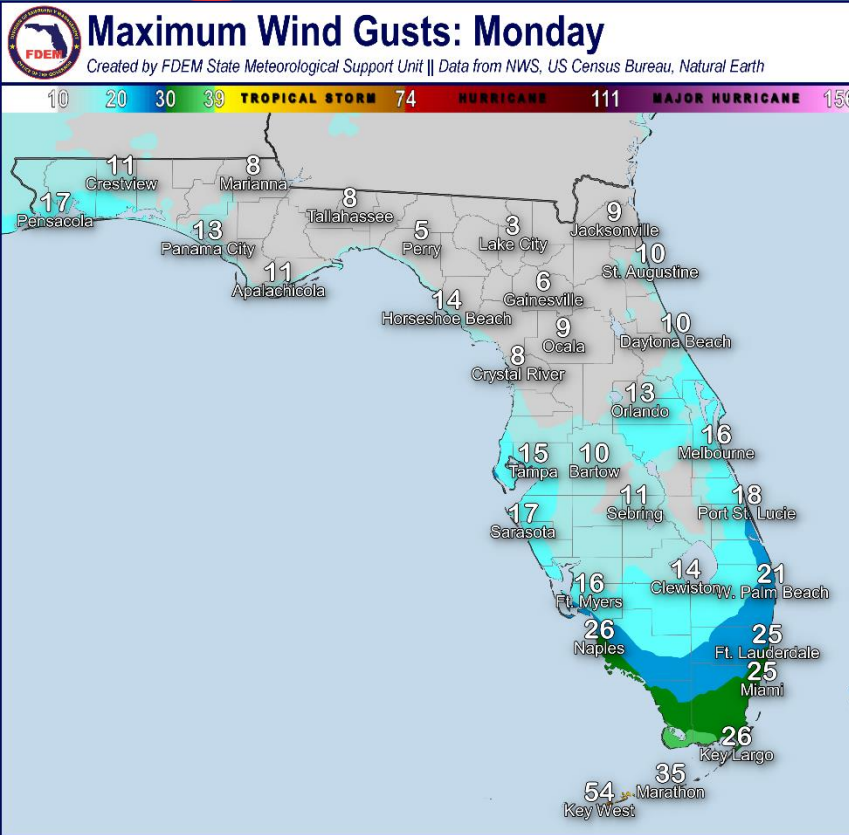 Maximum Wind Gusts: Monday
FDEM
Created by FDEM State Meteorological Support Unit || Data from NWS, US Census Bureau, Natural Earth
10 20 30 39 TROPICAL STORM 74 HURRICANE 111 MAJOR HURRICANE 156
11
Crestview
8
Marianna
17
Pensacola
8
Tallahassee
13
Panama City
5
Perry
3
Lake City
9
Jacksonville
10
St. Augustine
11
Apalachicola
6
Gainesville
14
Horseshoe Beach
9
Ocala
10
Daytona Beach
8
Crystal River
13
Orlando
16
Melbourne
15
Tampa
10
Bartow
11
Sebring
18
Port St. Lucie
17
Sarasota
14
Clewiston
21
W. Palm Beach
16
Ft. Myers
26
Naples
25
Ft. Lauderdale
25
Miami
26
Key Largo
35
Marathon
54
Key West